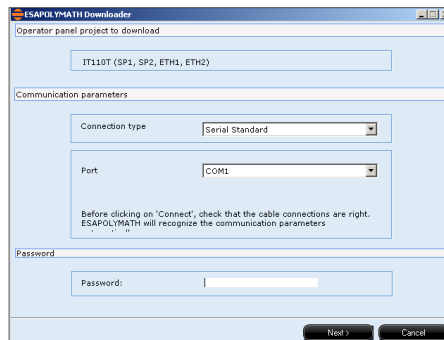 ESAPOLYMATH Downloader
Operator panel project to download
IT110T (SP1, SP2, ETH1, ETH2)
Communication parameters
Connection type
Serial Standard
Port
COM1
Before clicking on 'Connect', check that the cable connections are right.
ESAPOLYMATH will recognize the communication parameters
Password
Password:
Next >
Cancel